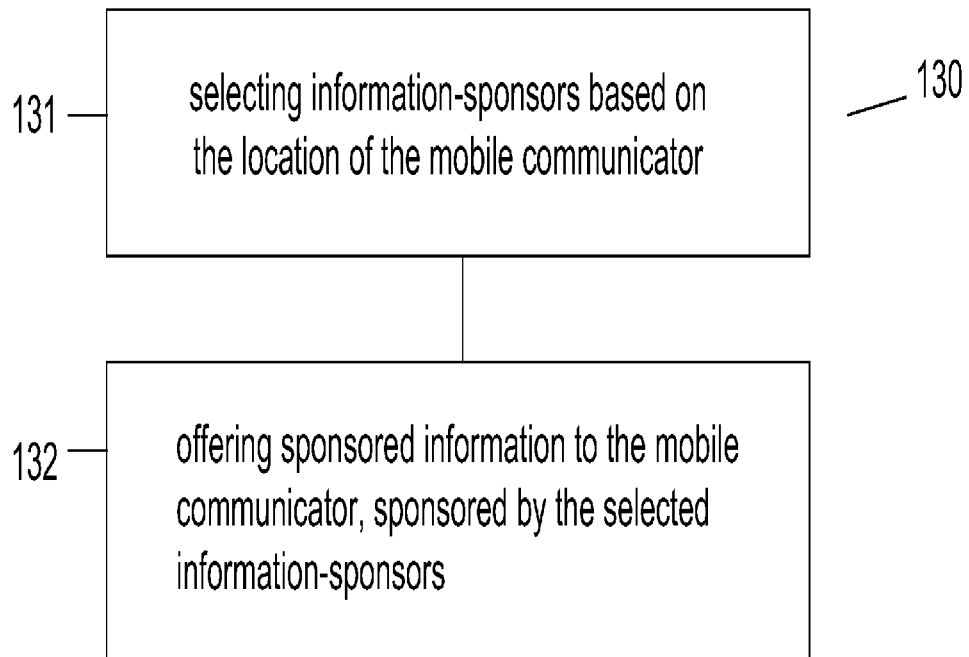 130
131
selecting information-sponsors based on
the location of the mobile communicator
132
offering sponsored information to the mobile
communicator, sponsored by the selected
information-sponsors